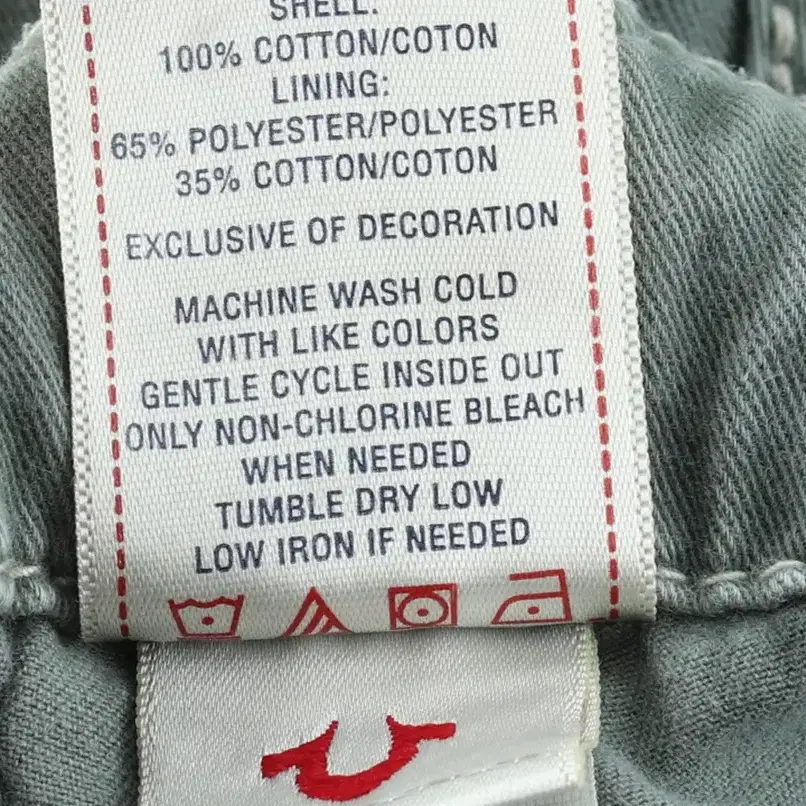 SHELL:
100% COTTON/COTON
LINING:
65% POLYESTER/POLYESTER
35% COTTON/COTON
EXCLUSIVE OF DECORATION
MACHINE WASH COLD
WITH LIKE COLORS
GENTLE CYCLE INSIDE OUT
ONLY NON-CHLORINE BLEACH
WHEN NEEDED
TUMBLE DRY LOW
LOW IRON IF NEEDED